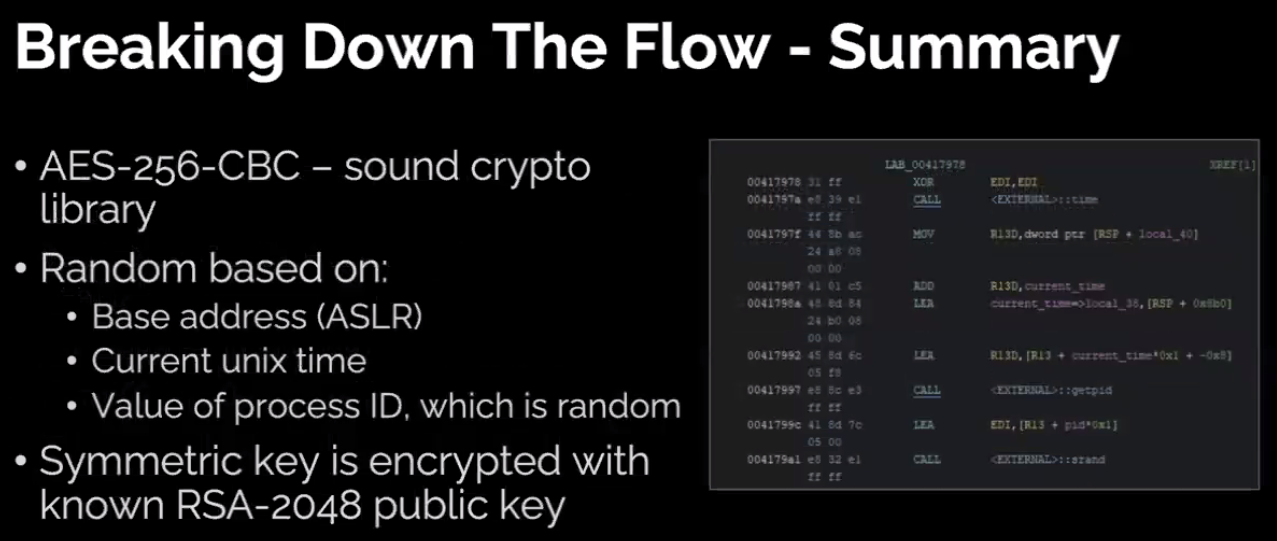 Breaking Down The Flow - Summary
• AES-256-CBC – sound crypto
library
• Random based on:
• Base address (ASLR)
• Current unix time
• Value of process ID, which is random
• Symmetric key is encrypted with
known RSA-2048 public key
LAB_00417978 XREF[1]
00417978 31 ff XOR EDI,EDI
0041797a e8 39 e1 CALL <EXTERNAL>::time
ff ff
0041797f 44 8b ac MOV R13D,dword ptr [RSP + local_40]
24 a8 08
00 00
00417987 41 01 c5 ADD R13D,current_time
0041798a 48 8d 84 LEA current_time=>local_38,[RSP + 0x8b0]
24 b0 08
00 00
00417992 45 8d 6c LEA R13D,[R13 + current_time*0x1 + -0x8]
05 f8
00417997 e8 8c e3 CALL <EXTERNAL>::getpid
ff ff
0041799c 41 8d 7c LEA EDI,[R13 + pid*0x1]
05 00
004179a1 e8 32 e1 CALL <EXTERNAL>::srand
ff ff